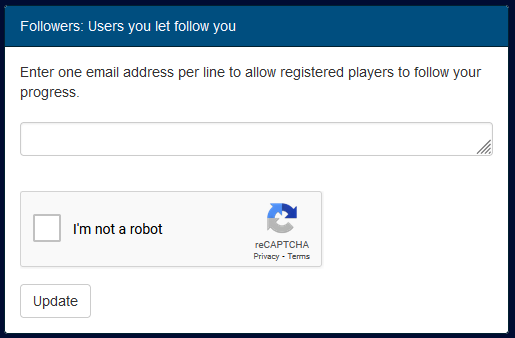 Followers: Users you let follow you
Enter one email address per line to allow registered players to follow your
progress.
I'm not a robot
reCAPTCHA
Privacy - Terms
Update